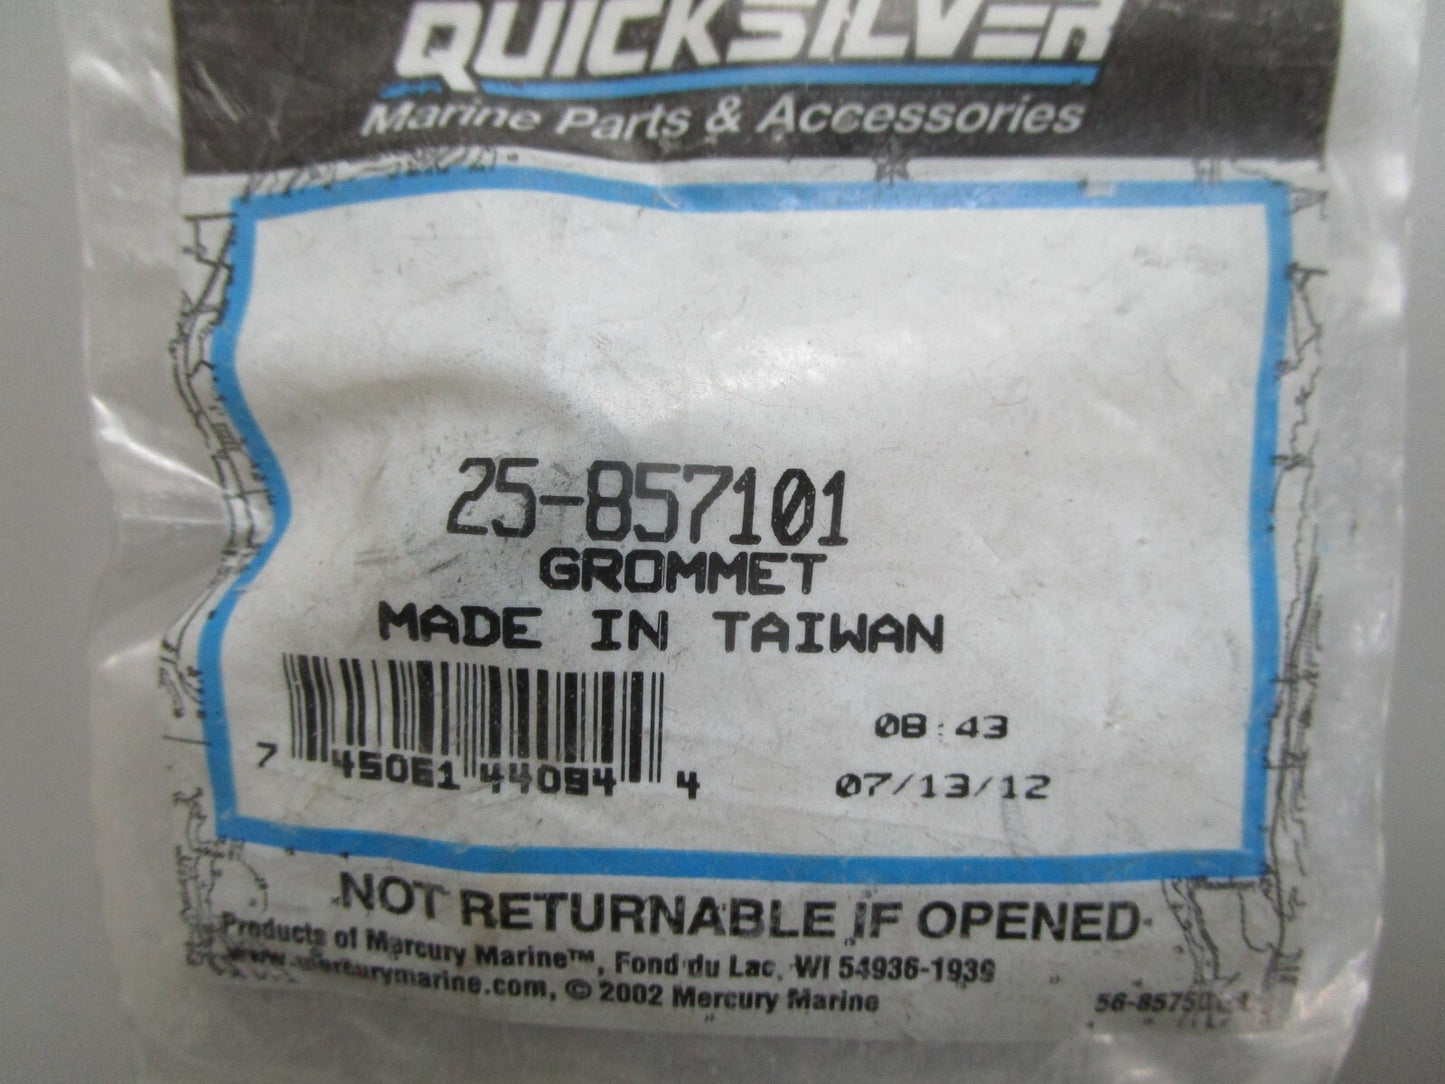 QUICKSILVER
Marine Parts & Accessories
25-857101
GROMMET
MADE IN TAIWAN
08:43
7 45061 44094 4
07/13/12
NOT RETURNABLE IF OPENED
Products of Mercury Marine™, Fond du Lac, WI 54936-1939
www.mercurymarine.com, © 2002 Mercury Marine